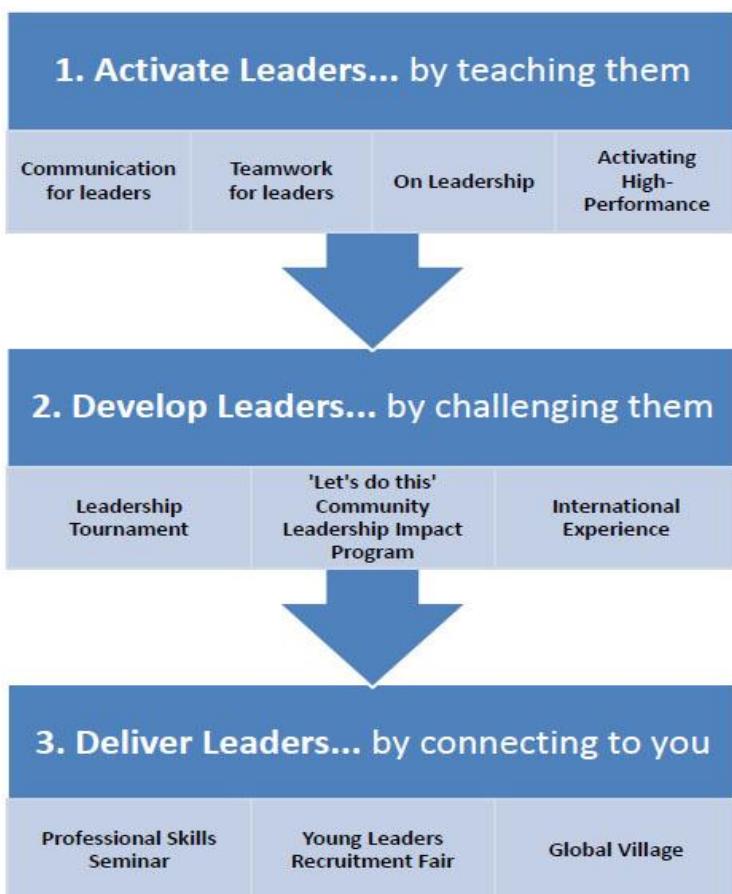 1. Activate Leaders... by teaching them
Communication
for leaders
Teamwork
for leaders
On Leadership
Activating
High-
Performance
2. Develop Leaders... by challenging them
Leadership
Tournament
'Let's do this'
Community
Leadership Impact
Program
International
Experience
3. Deliver Leaders... by connecting to you
Professional Skills
Seminar
Young Leaders
Recruitment Fair
Global Village